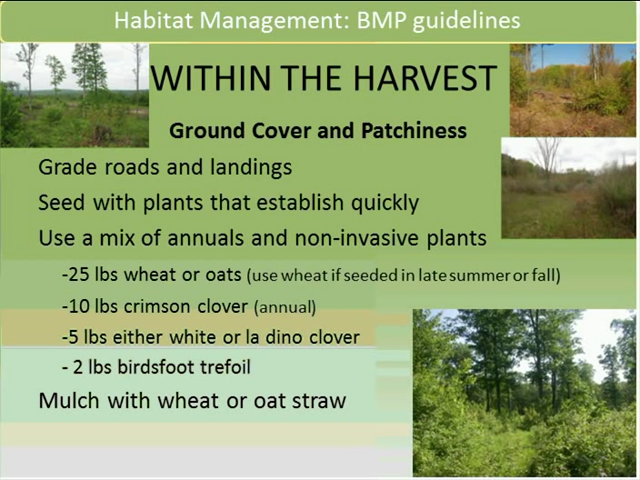 Habitat Management: BMP guidelines
WITHIN THE HARVEST
Ground Cover and Patchiness
Grade roads and landings
Seed with plants that establish quickly
Use a mix of annuals and non-invasive plants
-25 lbs wheat or oats (use wheat if seeded in late summer or fall)
-10 lbs crimson clover (annual)
-5 lbs either white or la dino clover
- 2 lbs birdsfoot trefoil
Mulch with wheat or oat straw